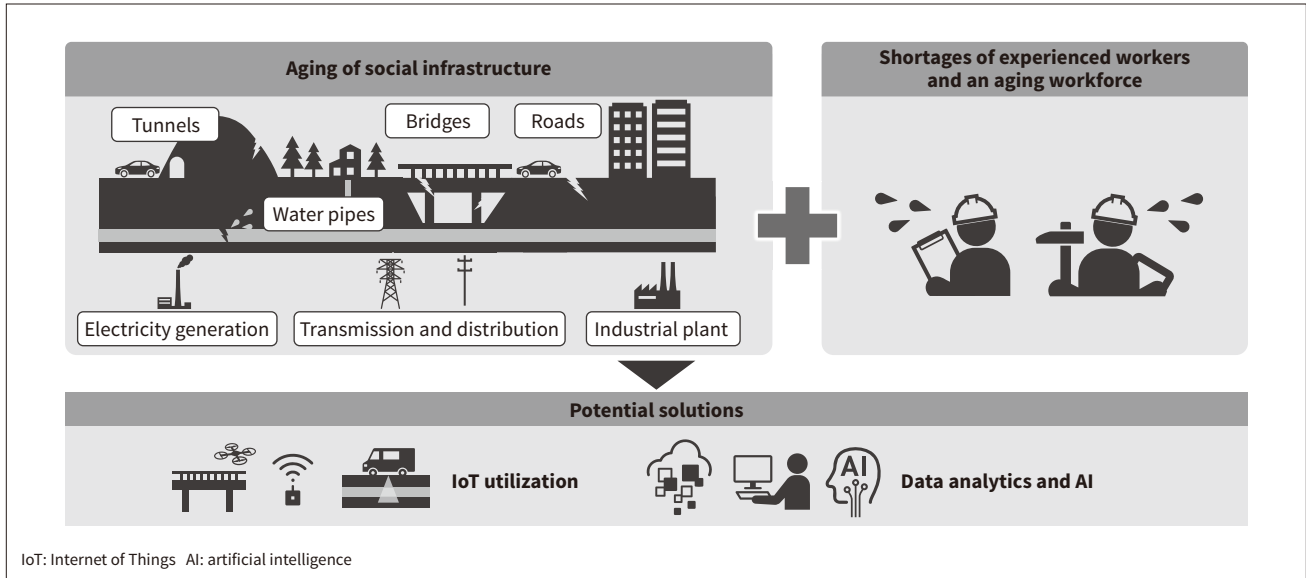 Aging of social infrastructure
Tunnels
Bridges
Roads
Water pipes
Electricity generation
Transmission and distribution
Industrial plant
Shortages of experienced workers
and an aging workforce
Potential solutions
IoT utilization
AI
Data analytics and AI
IoT: Internet of Things AI: artificial intelligence